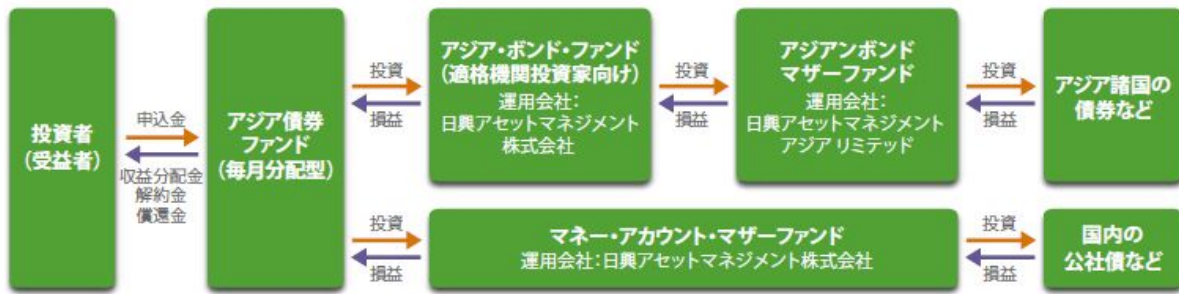 投資者
(受益者)
申込金
収益分配金
解約金
償還金
アジア債券
ファンド
(毎月分配型)
投資
損益
アジア・ボンド・ファンド
(適格機関投資家向け)
運用会社:
日興アセットマネジメント
株式会社
投資
損益
アジアンボンド
マザーファンド
運用会社:
日興アセットマネジメント
アジア リミテッド
投資
損益
アジア諸国の
債券など
投資
損益
マネー・アカウント・マザーファンド
運用会社:日興アセットマネジメント株式会社
投資
損益
国内の
公社債など